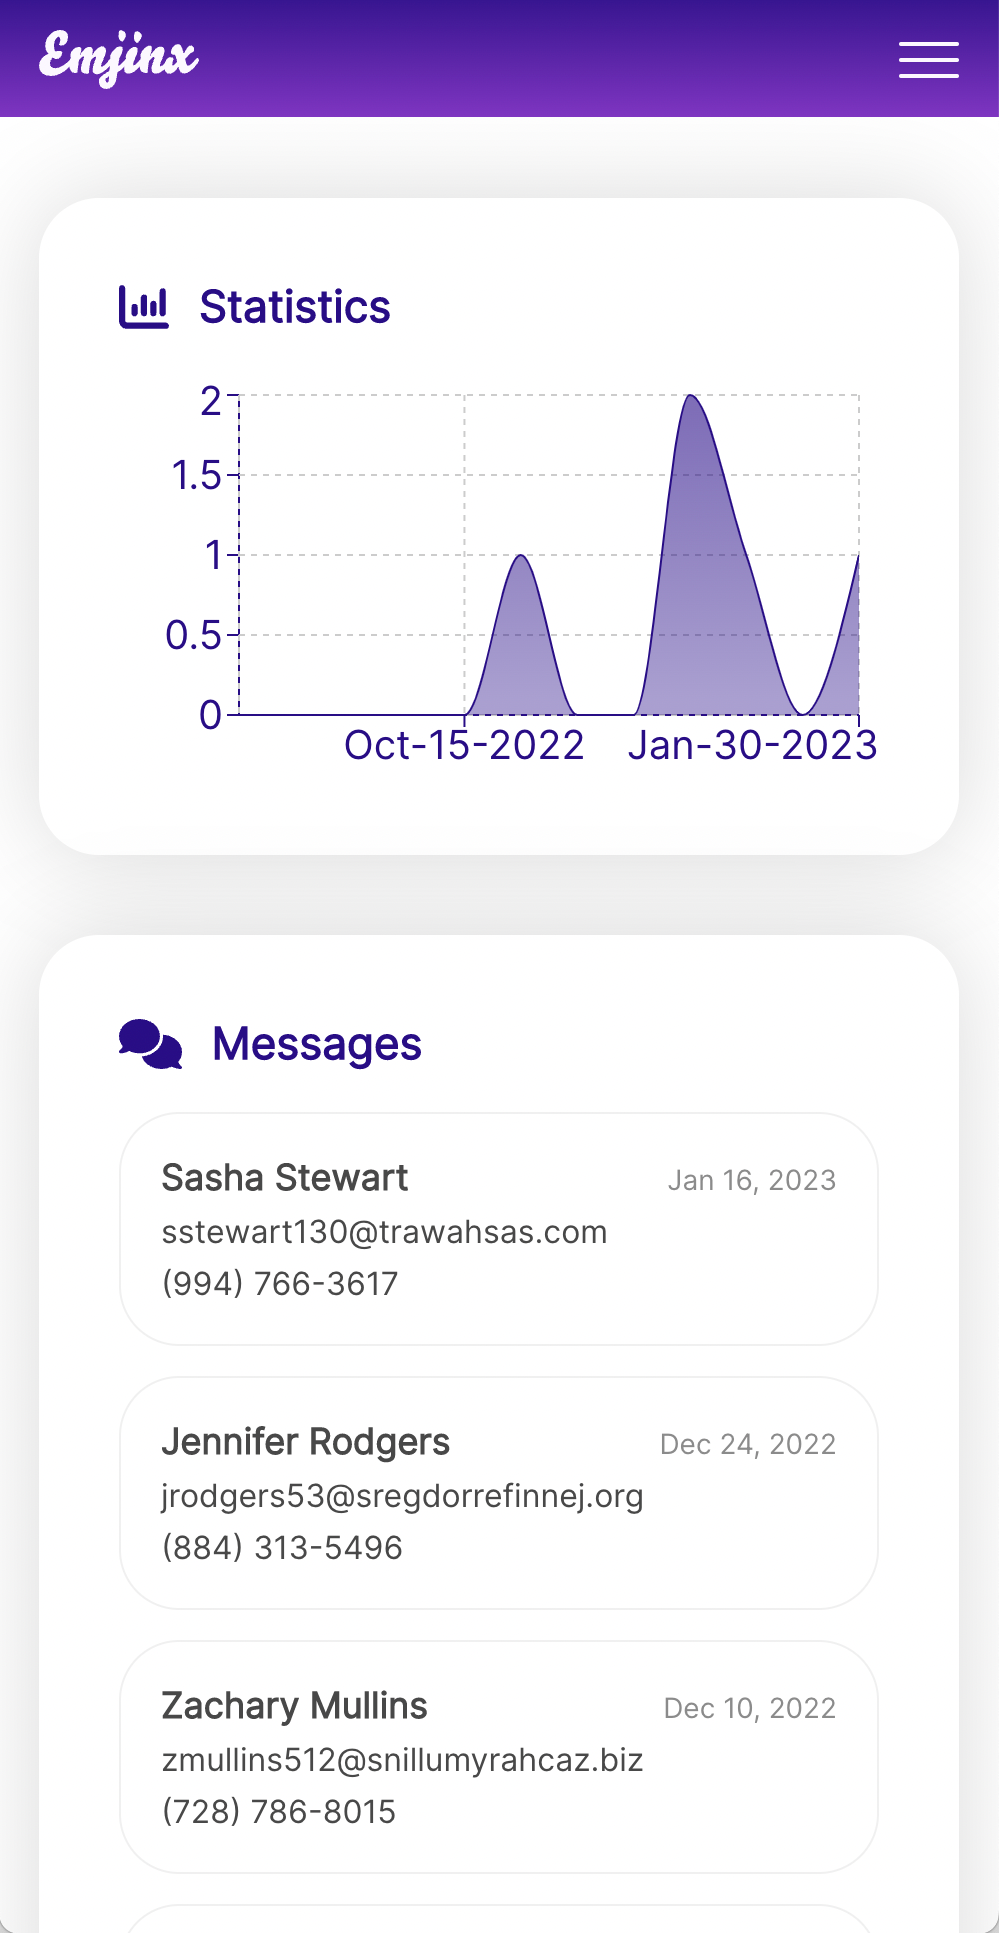 Emjinx
Statistics
2
1.5
1
0.5
0
Oct-15-2022 Jan-30-2023
Messages
Sasha Stewart Jan 16, 2023
sstewart130@trawahsas.com
(994) 766-3617
Jennifer Rodgers Dec 24, 2022
jrodgers53@sregdorrefinnej.org
(884) 313-5496
Zachary Mullins Dec 10, 2022
zmullins512@snillumyrahcaz.biz
(728) 786-8015